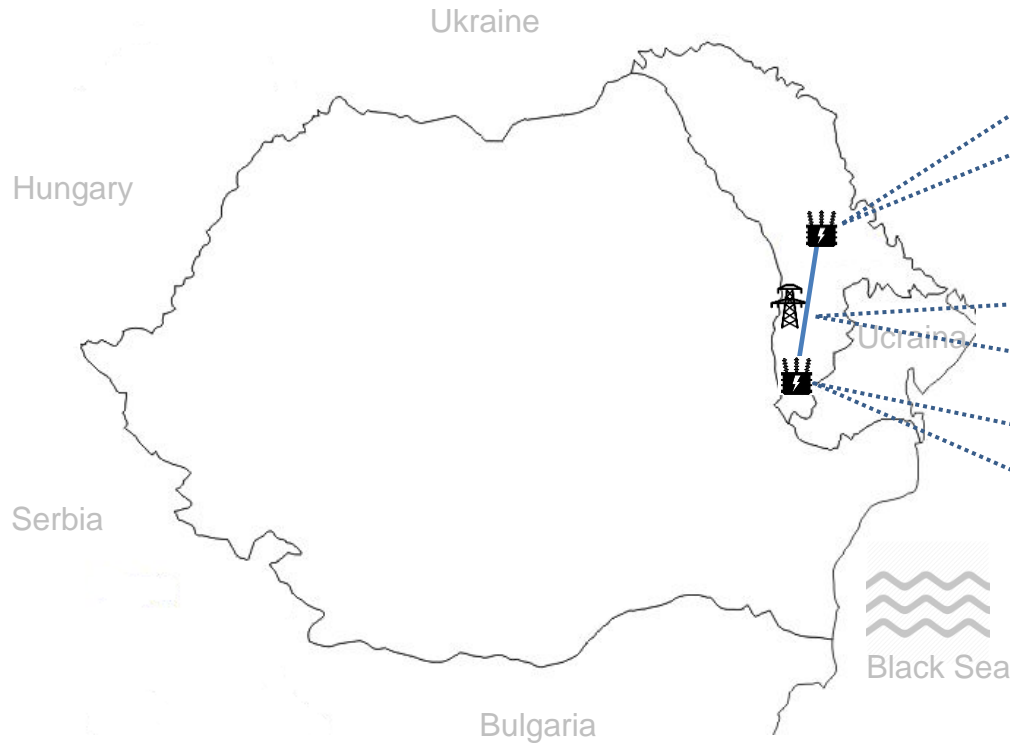 Ukraine
Hungary
Ucraina
Serbia
Black Sea
Bulgaria